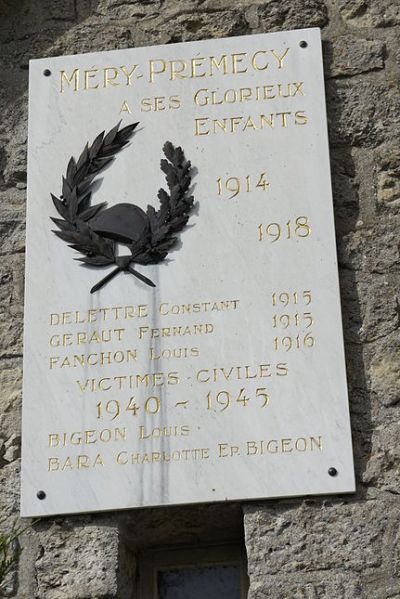 MÉRY-PRÉMECY
A SES GLORIEUX
ENFANTS
1914
1918
DELETTRE CONSTANT 1915
GERAUT FERNAND 1915
FANCHON LOUIS 1916
VICTIMES CIVILES
1940 - 1945
BIGEON LOUIS
BARA CHARLOTTE EP. BIGEON